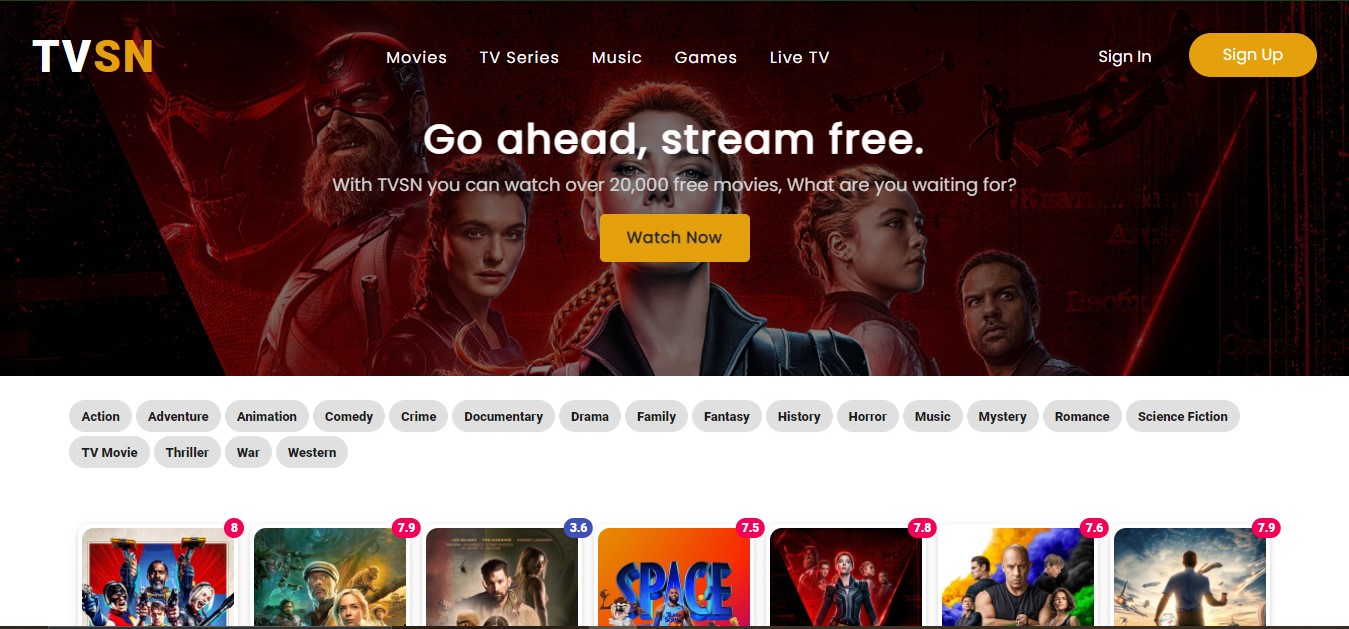 TVSN
Movies TV Series Music Games Live TV
Sign In Sign Up
Go ahead, stream free.
With TVSN you can watch over 20,000 free movies, What are you waiting for?
Watch Now
Action Adventure Animation Comedy Crime Documentary Drama Family Fantasy History Horror Music Mystery Romance Science Fiction
TV Movie Thriller War Western
8 7.9 3.6 7.5 7.8 7.6 7.9
SPACE